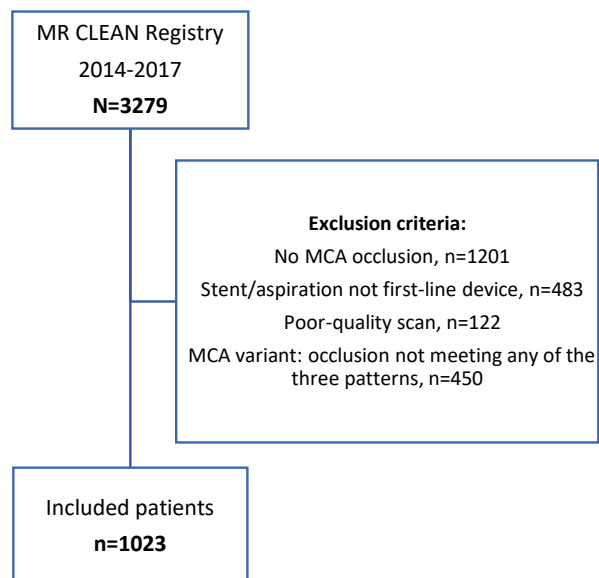 MR CLEAN Registry
2014-2017
N=3279
Exclusion criteria:
No MCA occlusion, n=1201
Stent/aspiration not first-line device, n=483
Poor-quality scan, n=122
MCA variant: occlusion not meeting any of the
three patterns, n=450
Included patients
n=1023